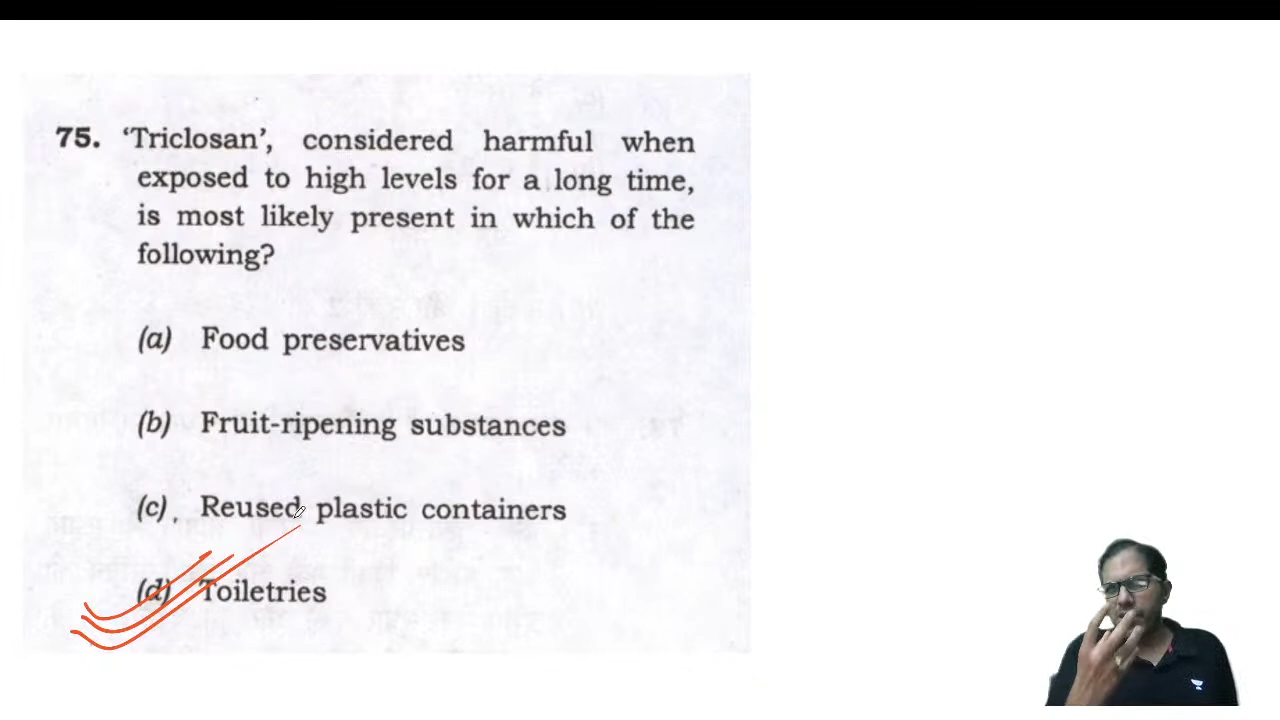 75. ‘Triclosan’, considered harmful when
exposed to high levels for a long time,
is most likely present in which of the
following?
(a) Food preservatives
(b) Fruit-ripening substances
(c) Reused plastic containers
(d) Toiletries